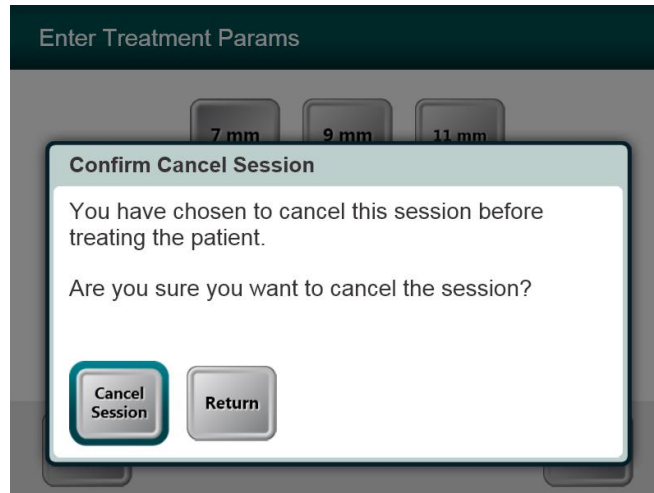 Enter Treatment Params
7 mm
9 mm
11 mm
Confirm Cancel Session
You have chosen to cancel this session before
treating the patient.
Are you sure you want to cancel the session?
Cancel
Session
Return